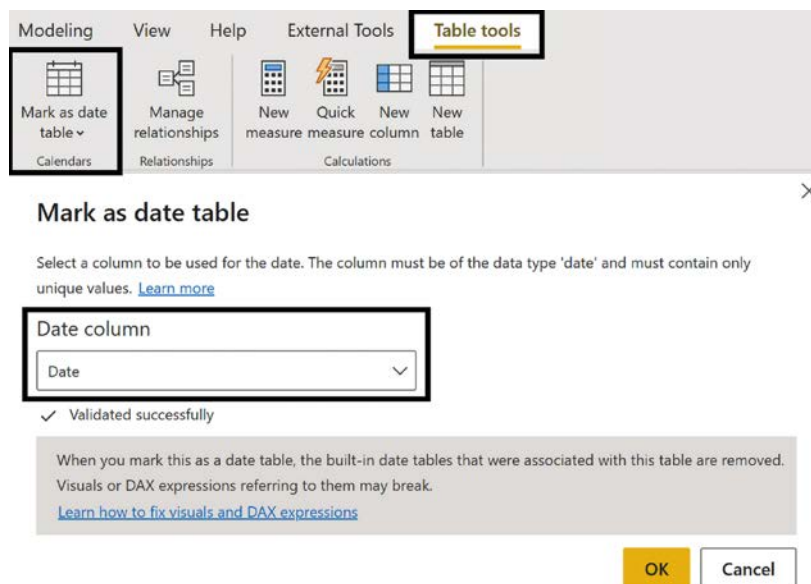 Modeling View Help External Tools Table tools
Mark as date Manage New Quick New New
table relationships measure measure column table
Calendars Relationships Calculations
Mark as date table
Select a column to be used for the date. The column must be of the data type 'date' and must contain only
unique values. Learn more
Date column
Date
Validated successfully
When you mark this as a date table, the built-in date tables that were associated with this table are removed.
Visuals or DAX expressions referring to them may break.
Learn how to fix visuals and DAX expressions
OK Cancel